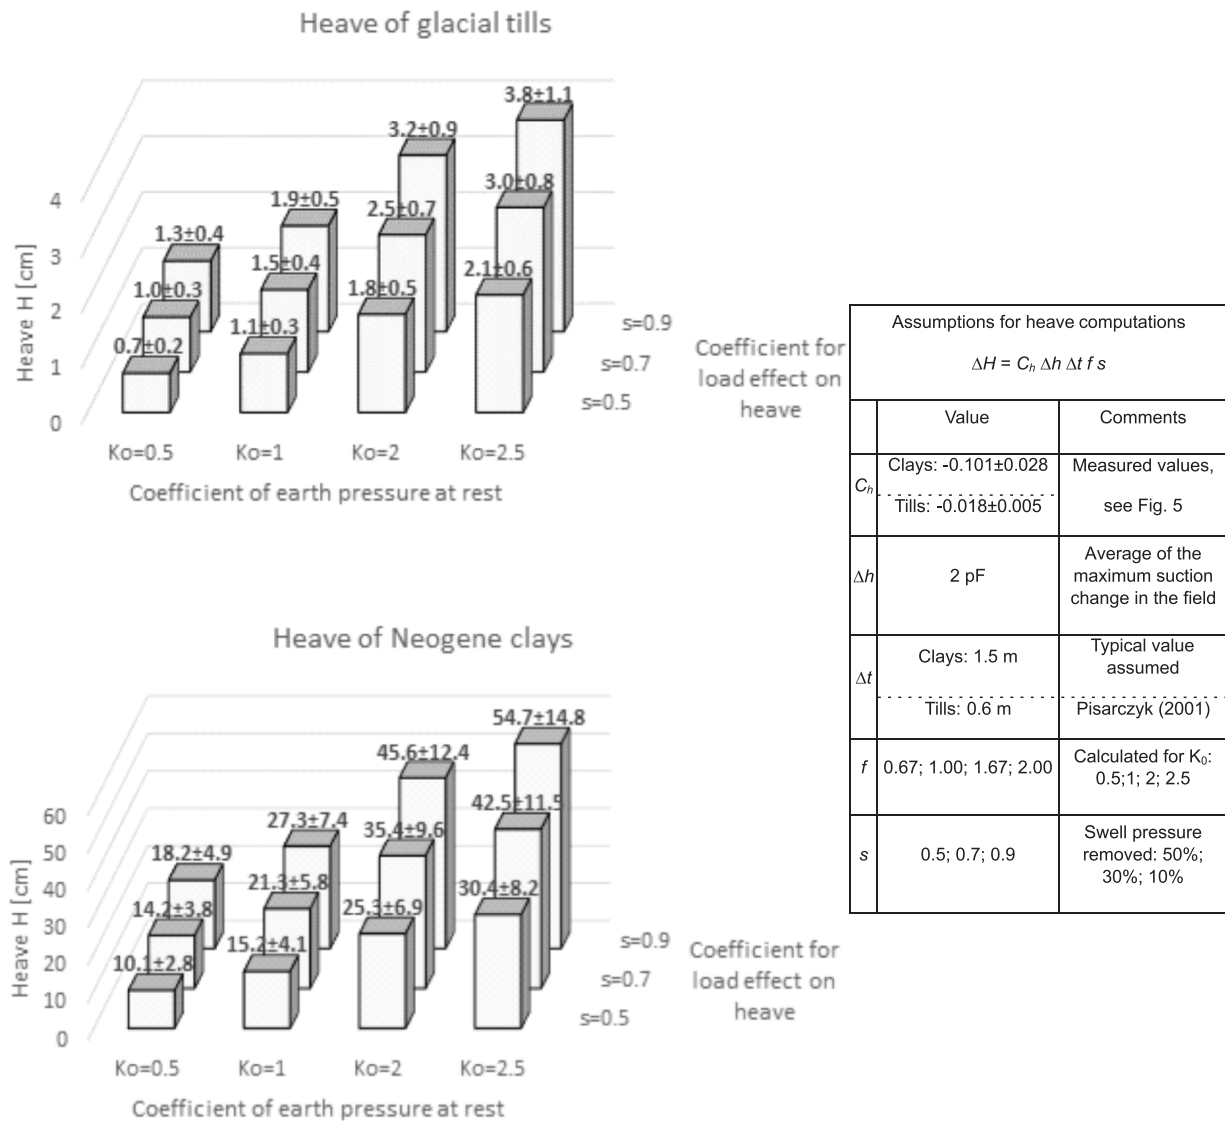 Heave of glacial tills
3.8±1.1
3.2±0.9
3.0±0.8
1.9±0.5
2.5±0.7
1.3±0.4
2.1±0.6
1.5±0.4
1.8±0.5
1.0±0.3
1.1±0.3
0.7±0.2
Heave H [cm]
4
3
2
1
0
s=0.9
s=0.7
s=0.5
Coefficient for
load effect on
heave
Ko=0.5 Ko=1 Ko=2 Ko=2.5
Coefficient of earth pressure at rest
Heave of Neogene clays
54.7±14.8
45.6±12.4
42.5±11.5
27.3±7.4
35.4±9.6
18.2±4.9
30.4±8.2
21.3±5.8
25.3±6.9
14.2±3.8
15.2±4.1
10.1±2.8
Heave H [cm]
60
50
40
30
20
10
0
s=0.9
s=0.7
s=0.5
Coefficient for
load effect on
heave
Ko=0.5 Ko=1 Ko=2 Ko=2.5
Coefficient of earth pressure at rest
Assumptions for heave computations
ΔH = Cₕ Δh Δt f s
Value Comments
Cₕ
Clays: -0.101±0.028
Tills: -0.018±0.005
Measured values,
see Fig. 5
Δh
2 pF
Average of the
maximum suction
change in the field
Δt
Clays: 1.5 m
Typical value
assumed
Tills: 0.6 m
Pisarczyk (2001)
f
0.67; 1.00; 1.67; 2.00
Calculated for K₀:
0.5;1; 2; 2.5
s
0.5; 0.7; 0.9
Swell pressure
removed: 50%;
30%; 10%